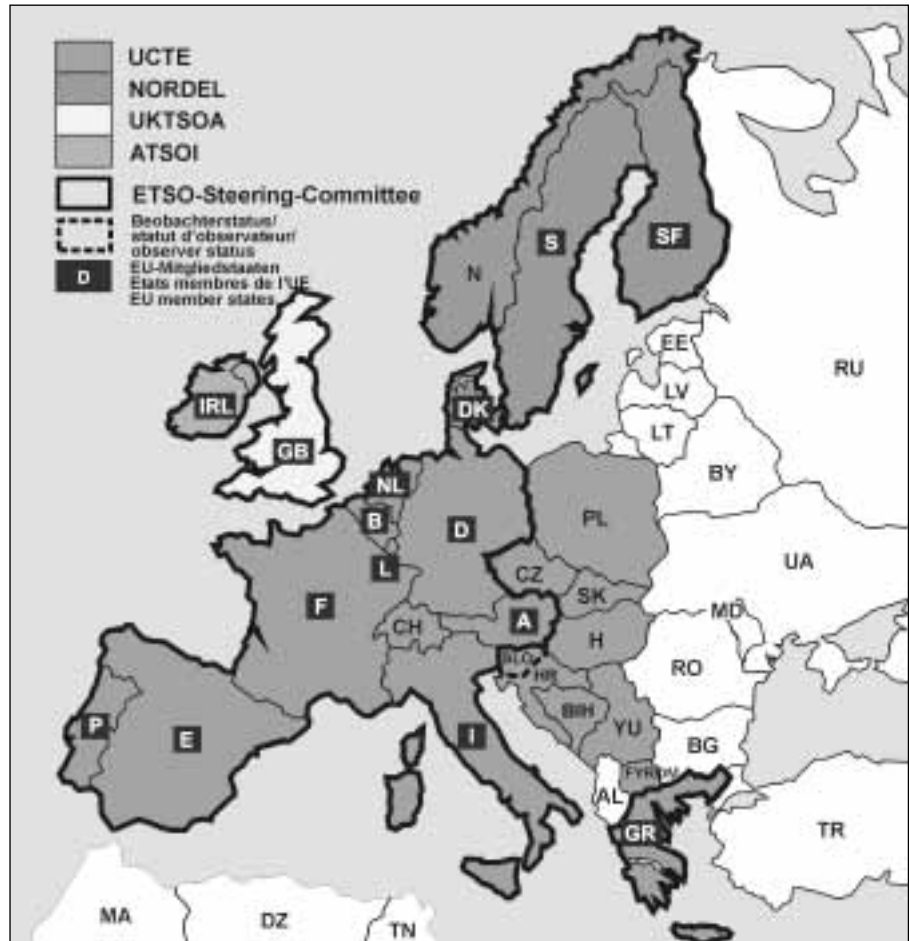 UCTE
NORDEL
UKTSOA
ATSOI
ETSO-Steering-Committee
Beobachterstatus/
statut d'observateur/
observer status
D
EU-Mitgliedstaaten
Etats membres de l'UE
EU member states
N
S
SF
EE
RU
LV
LT
IRL
DK
GB
BY
NL
B
D
PL
L
UA
CZ
F
SK
MD
A
CH
H
SLO
HR
RO
BIH
YU
P
E
I
BG
FYROM
AL
GR
TR
MA
DZ
TN